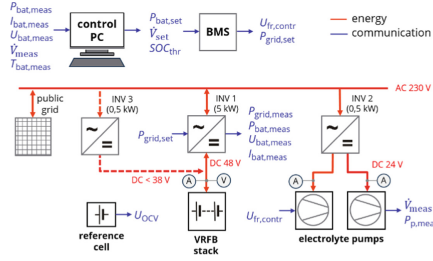 P_bat,meas
I_bat,meas
U_bat,meas
V̇_meas
T_bat,meas
control
PC
P_bat,set
V̇_set
SOC_thr
BMS
U_fr,contr
P_grid,set
energy
communication
AC 230 V
public
grid
INV 3
(0,5 kW)
INV 1
(5 kW)
INV 2
(0,5 kW)
~
=
P_grid,set
~
=
P_grid,meas
P_bat,meas
U_bat,meas
I_bat,meas
~
=
DC 48 V
DC < 38 V
DC 24 V
A
V
A
A
U_OCV
reference
cell
VRFB
stack
U_fr,contr
V̇_meas
P_p,mea
electrolyte pumps